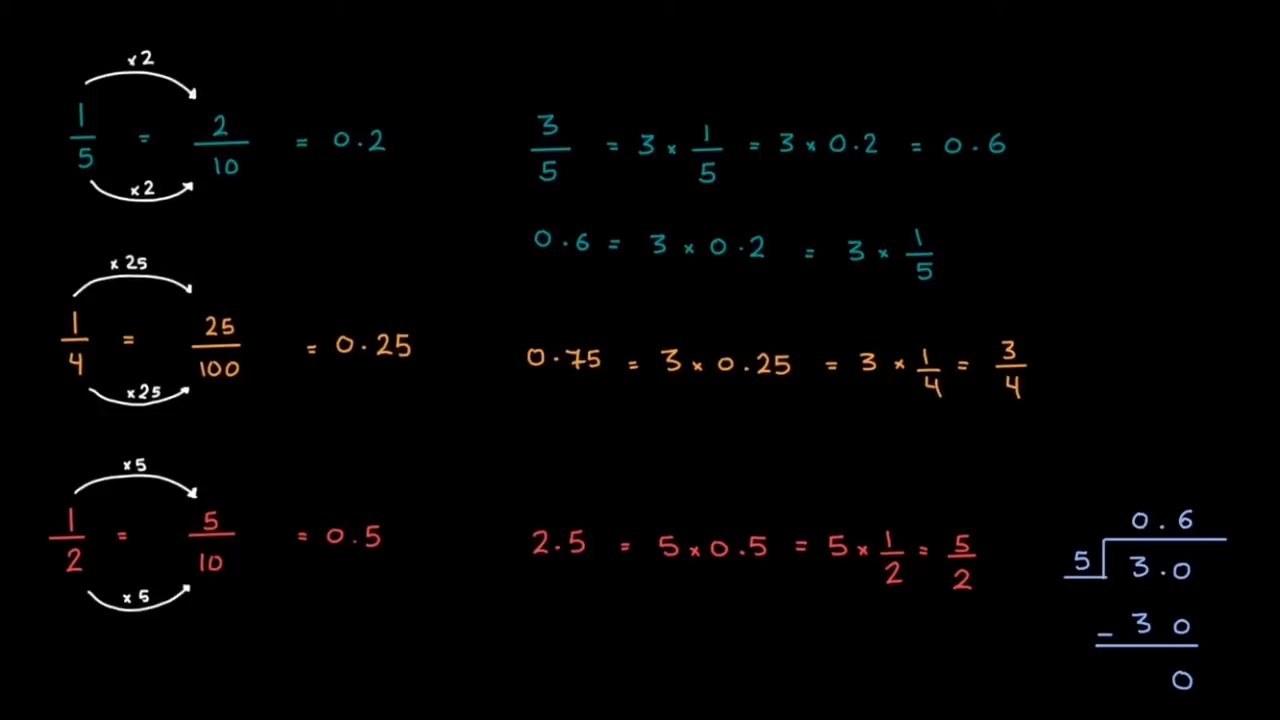 ×2
1/5 = 2/10 = 0.2
×2
3/5 = 3 × 1/5 = 3 × 0.2 = 0.6
0.6 = 3 × 0.2 = 3 × 1/5
×25
1/4 = 25/100 = 0.25
×25
0.75 = 3 × 0.25 = 3 × 1/4 = 3/4
×5
1/2 = 5/10 = 0.5
×5
2.5 = 5 × 0.5 = 5 × 1/2 = 5/2
0.6
5 3.0
- 3 0
0